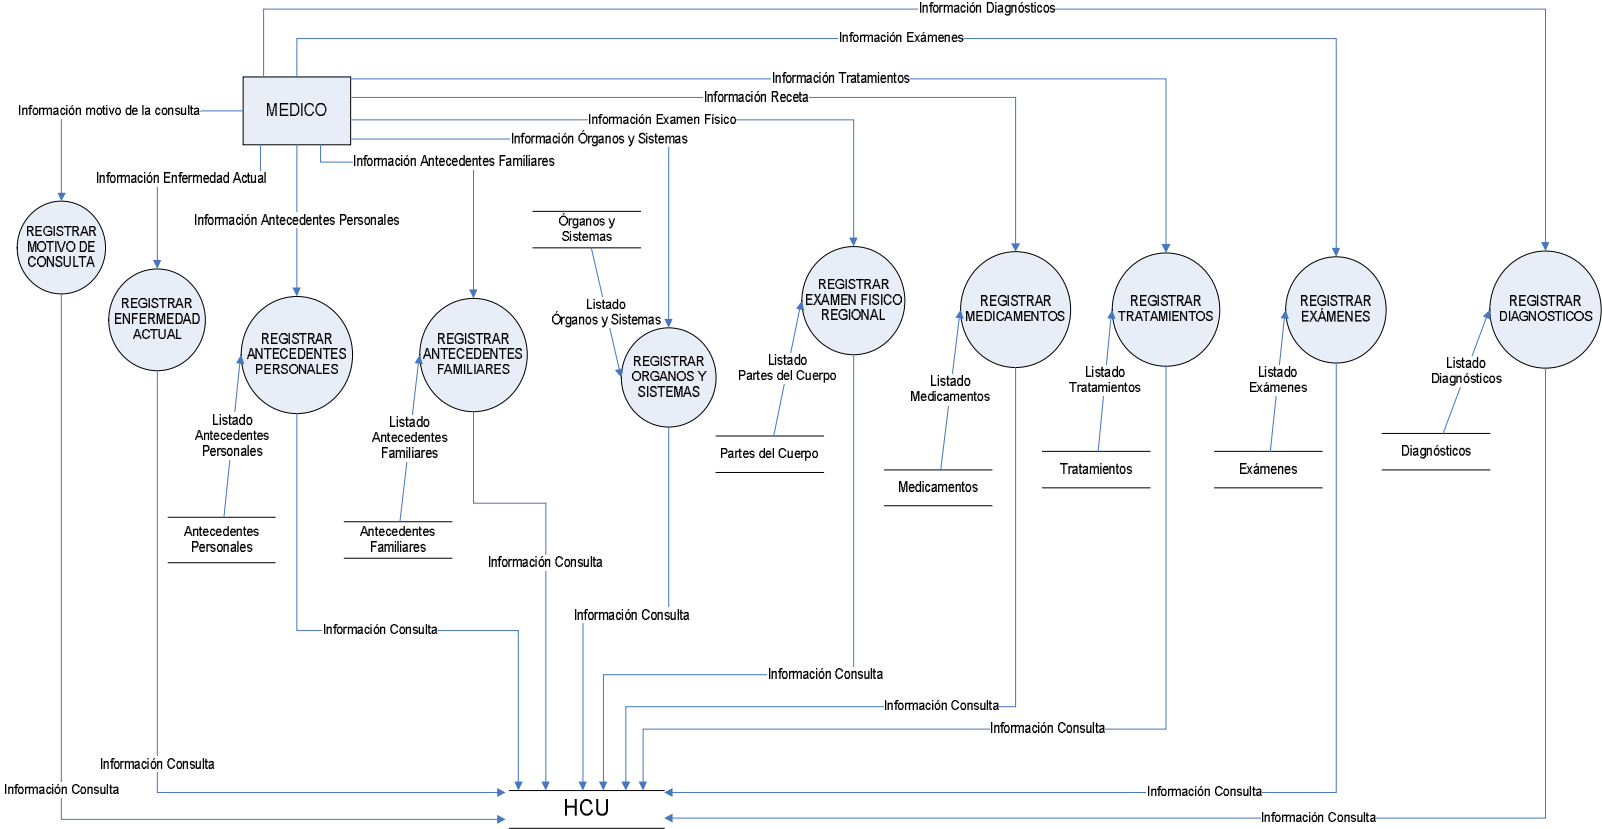 Información Diagnósticos
Información Exámenes
Información Tratamientos
Información Receta
MEDICO
Información motivo de la consulta
Información Examen Físico
Información Órganos y Sistemas
Información Antecedentes Familiares
Información Enfermedad Actual
Información Antecedentes Personales
Órganos y
Sistemas
REGISTRAR
MOTIVO DE
CONSULTA
REGISTRAR
ENFERMEDAD
ACTUAL
REGISTRAR
ANTECEDENTES
PERSONALES
REGISTRAR
ANTECEDENTES
FAMILIARES
Listado
Órganos y Sistemas
REGISTRAR
ORGANOS Y
SISTEMAS
REGISTRAR
EXAMEN FISICO
REGIONAL
REGISTRAR
MEDICAMENTOS
REGISTRAR
TRATAMIENTOS
REGISTRAR
EXÁMENES
REGISTRAR
DIAGNOSTICOS
Listado
Antecedentes
Personales
Listado
Antecedentes
Familiares
Listado
Partes del Cuerpo
Listado
Medicamentos
Listado
Tratamientos
Listado
Exámenes
Listado
Diagnósticos
Antecedentes
Personales
Antecedentes
Familiares
Partes del Cuerpo
Medicamentos
Tratamientos
Exámenes
Diagnósticos
Información Consulta
Información Consulta
Información Consulta
Información Consulta
Información Consulta
Información Consulta
Información Consulta
Información Consulta
Información Consulta
Información Consulta
HCU